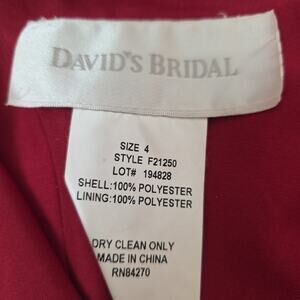 DAVID'S BRIDAL
SIZE 4
STYLE F21250
LOT# 194828
SHELL:100% POLYESTER
LINING:100% POLYESTER
DRY CLEAN ONLY
MADE IN CHINA
RN84270